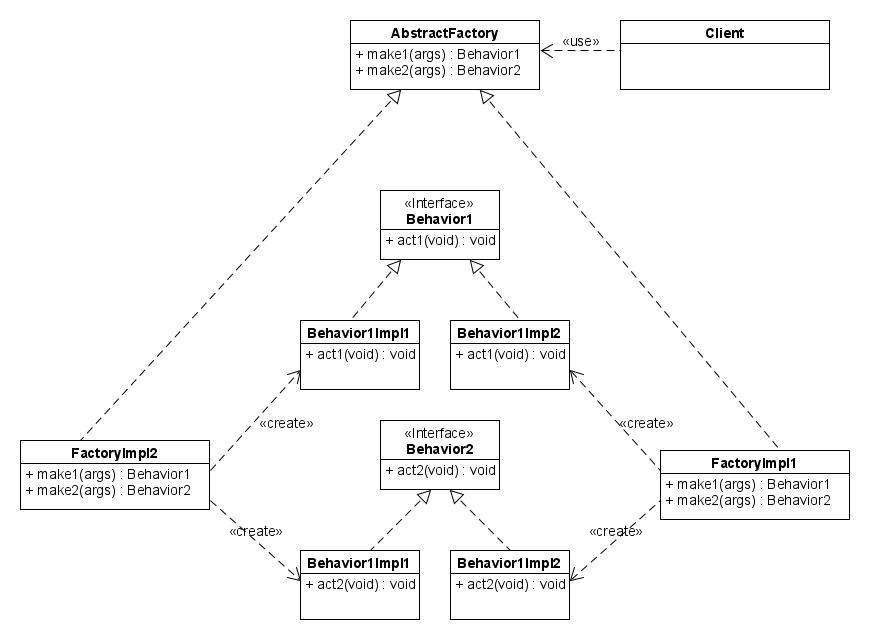 AbstractFactory
+ make1(args) : Behavior1
+ make2(args) : Behavior2
«use»
Client
«Interface»
Behavior1
+ act1(void) : void
Behavior1Impl1
+ act1(void) : void
Behavior1Impl2
+ act1(void) : void
«create»
«create»
«Interface»
Behavior2
+ act2(void) : void
FactoryImpl2
+ make1(args) : Behavior1
+ make2(args) : Behavior2
FactoryImpl1
+ make1(args) : Behavior1
+ make2(args) : Behavior2
«create»
«create»
Behavior1Impl1
+ act2(void) : void
Behavior1Impl2
+ act2(void) : void